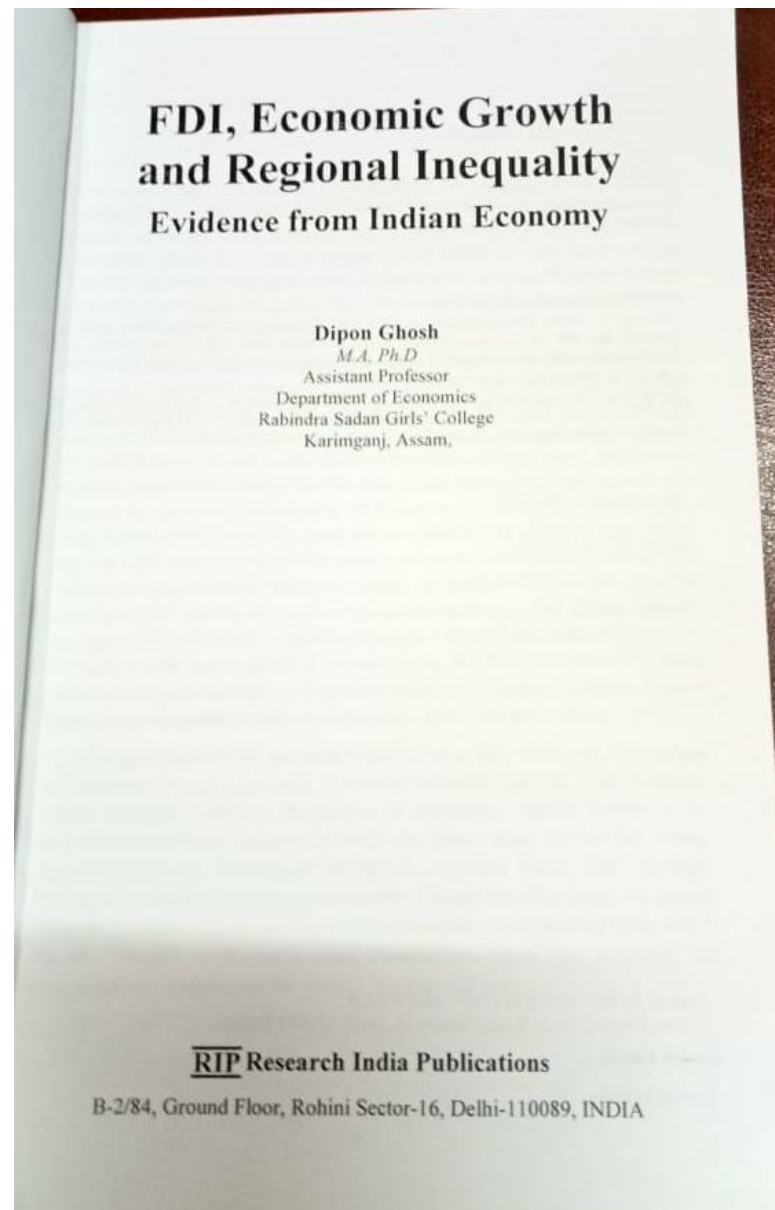 FDI, Economic Growth
and Regional Inequality
Evidence from Indian Economy
Dipon Ghosh
M.A, Ph.D
Assistant Professor
Department of Economics
Rabindra Sadan Girls' College
Karimganj, Assam,
RIP Research India Publications
B-2/84, Ground Floor, Rohini Sector-16, Delhi-110089, INDIA